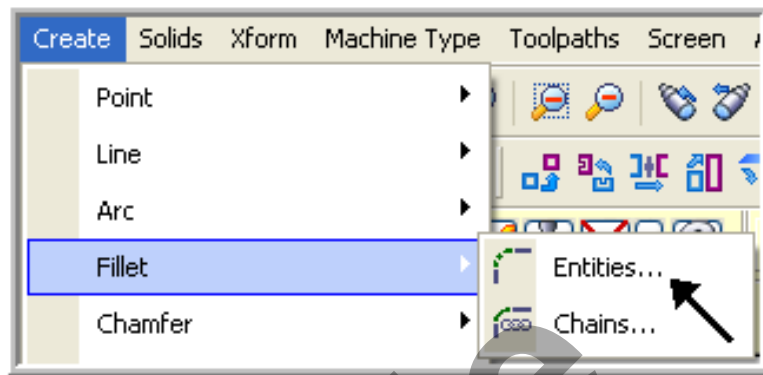 Create Solids Xform Machine Type Toolpaths Screen
Point
Line
Arc
Fillet
Entities...
Chamfer
Chains...